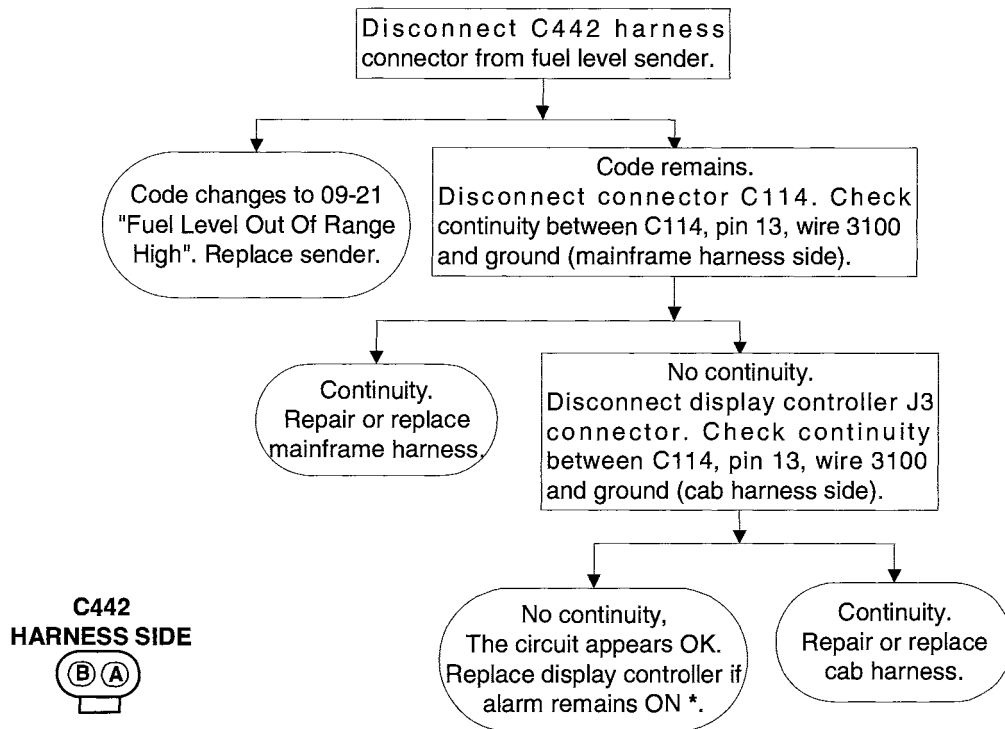 Disconnect C442 harness
connector from fuel level sender.
Code changes to 09-21
"Fuel Level Out Of Range
High". Replace sender.
Code remains.
Disconnect connector C114. Check
continuity between C114, pin 13, wire 3100
and ground (mainframe harness side).
Continuity.
Repair or replace
mainframe harness.
No continuity.
Disconnect display controller J3
connector. Check continuity
between C114, pin 13, wire 3100
and ground (cab harness side).
No continuity,
The circuit appears OK.
Replace display controller if
alarm remains ON *.
Continuity.
Repair or replace
cab harness.
C442
HARNESS SIDE
B A